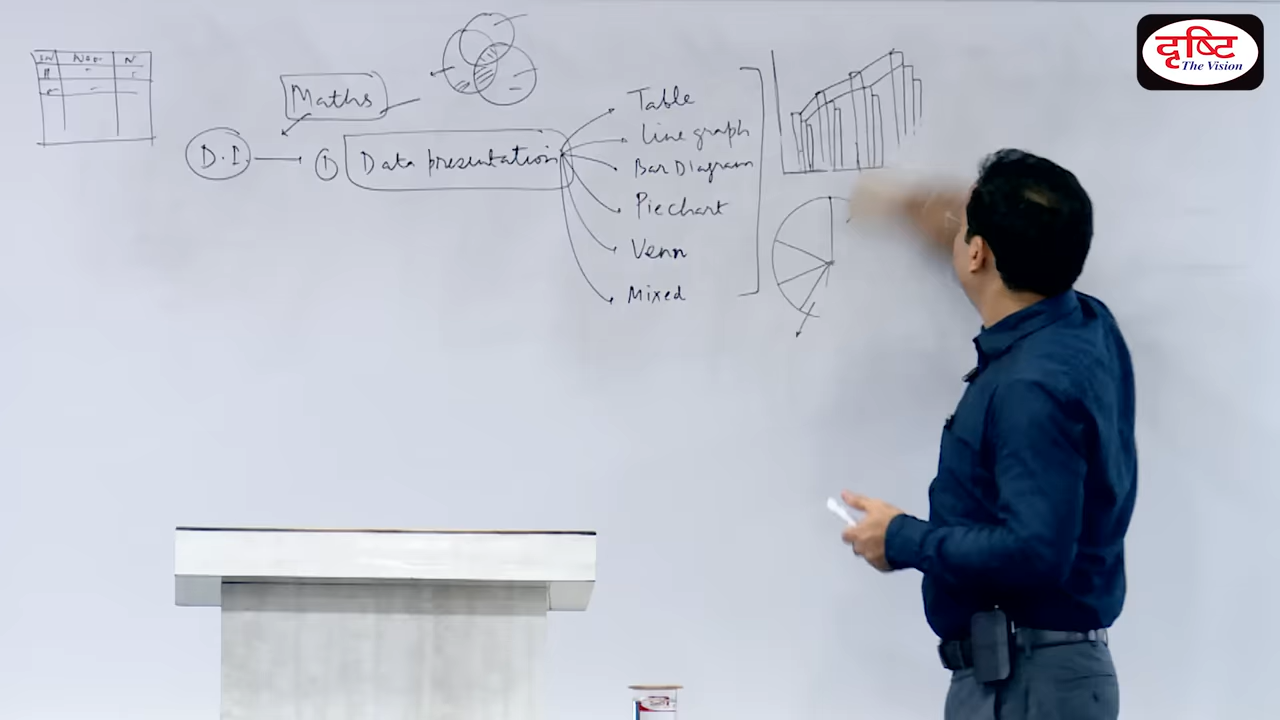 दृष्टि
The Vision
Maths
D.I
① Data presentation
Table
Line graph
Bar Diagram
Piechart
Venn
Mixed